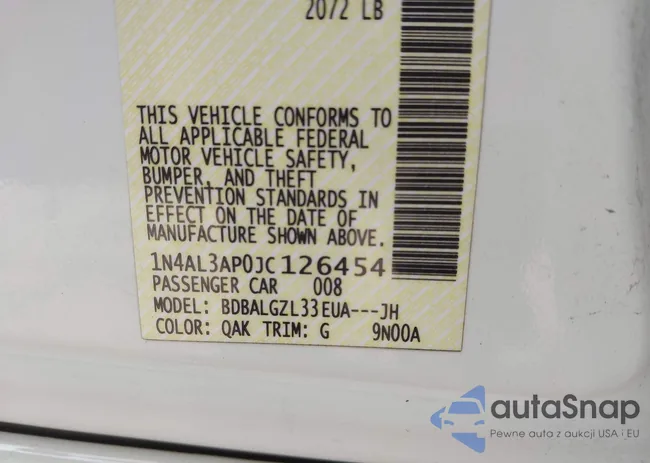 2072 LB
THIS VEHICLE CONFORMS TO
ALL APPLICABLE FEDERAL
MOTOR VEHICLE SAFETY,
BUMPER, AND THEFT
PREVENTION STANDARDS IN
EFFECT ON THE DATE OF
MANUFACTURE SHOWN ABOVE.
1N4AL3AP0JC126454
PASSENGER CAR 008
MODEL: BDBALGZL33EUA---JH
COLOR: QAK TRIM: G 9N00A
autaSnap
Pewne auta z aukcji USA i EU